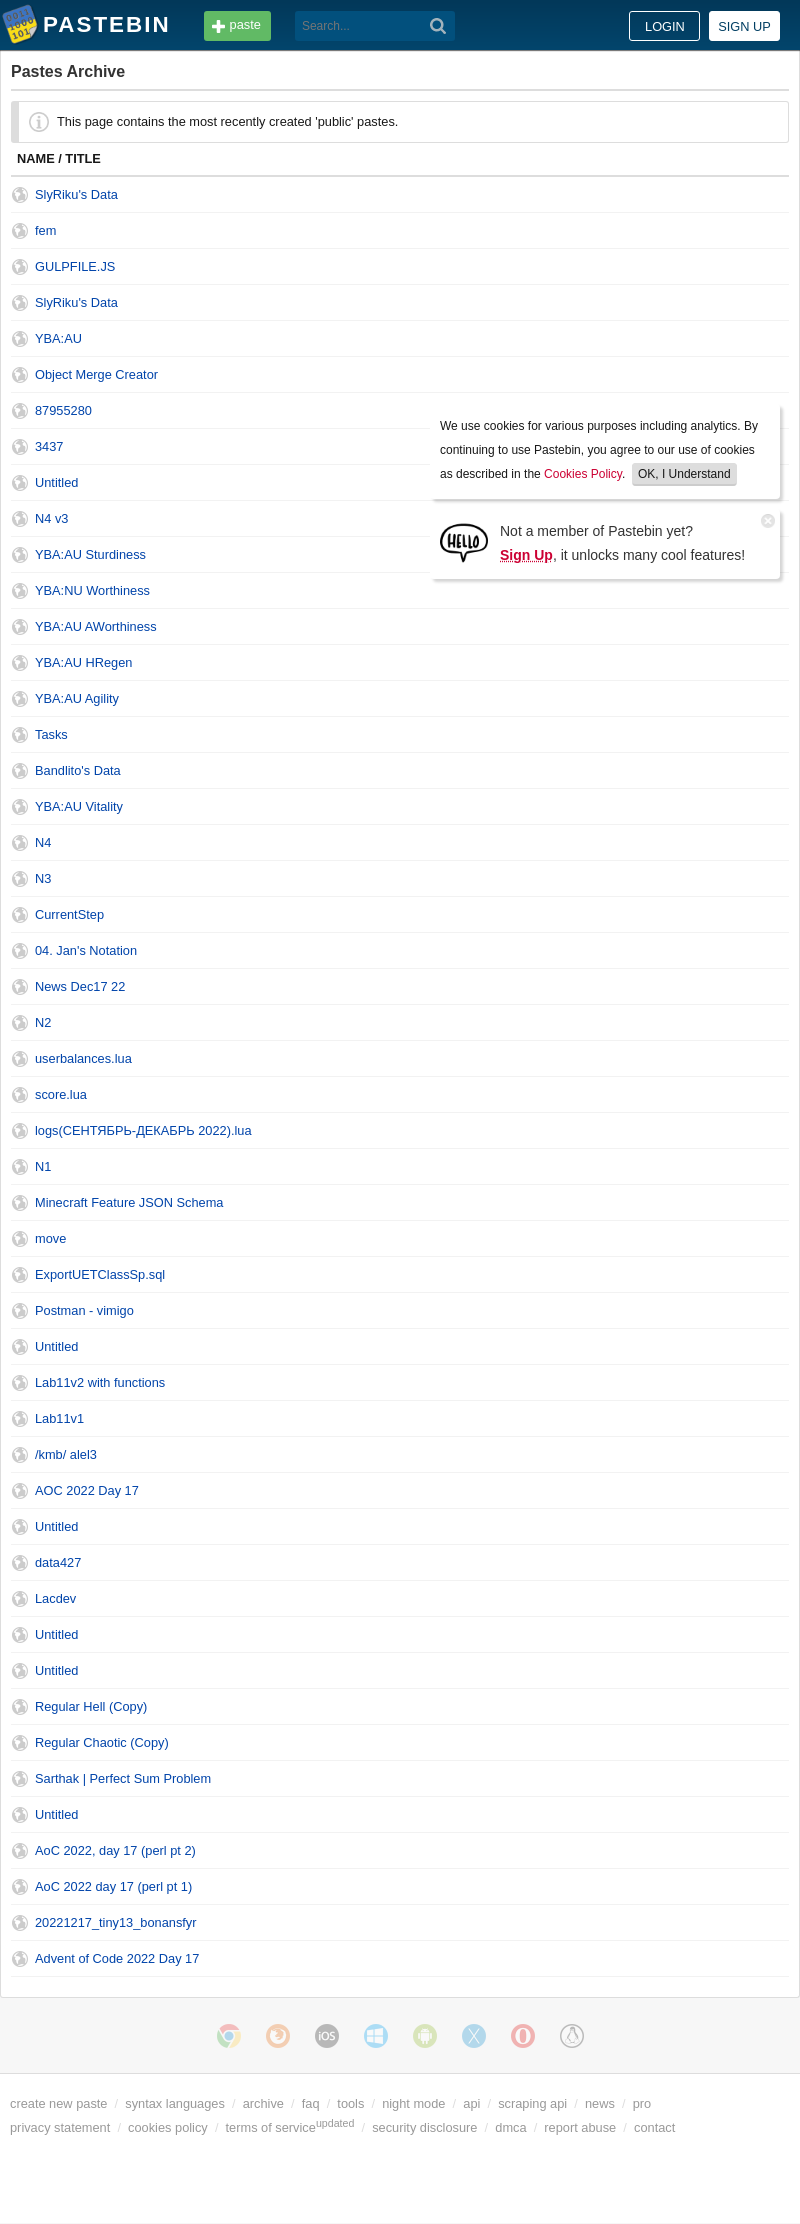 PASTEBIN paste Search... LOGIN SIGN UP
Pastes Archive
This page contains the most recently created 'public' pastes.
NAME / TITLE
SlyRiku's Data
fem
GULPFILE.JS
SlyRiku's Data
YBA:AU
Object Merge Creator
87955280
3437
Untitled
N4 v3
YBA:AU Sturdiness
YBA:NU Worthiness
YBA:AU AWorthiness
YBA:AU HRegen
YBA:AU Agility
Tasks
Bandlito's Data
YBA:AU Vitality
N4
N3
CurrentStep
04. Jan's Notation
News Dec17 22
N2
userbalances.lua
score.lua
logs(СЕНТЯБРЬ-ДЕКАБРЬ 2022).lua
N1
Minecraft Feature JSON Schema
move
ExportUETClassSp.sql
Postman - vimigo
Untitled
Lab11v2 with functions
Lab11v1
/kmb/ alel3
AOC 2022 Day 17
Untitled
data427
Lacdev
Untitled
Untitled
Regular Hell (Copy)
Regular Chaotic (Copy)
Sarthak | Perfect Sum Problem
Untitled
AoC 2022, day 17 (perl pt 2)
AoC 2022 day 17 (perl pt 1)
20221217_tiny13_bonansfyr
Advent of Code 2022 Day 17
We use cookies for various purposes including analytics. By
continuing to use Pastebin, you agree to our use of cookies
as described in the Cookies Policy. OK, I Understand
HELLO
Not a member of Pastebin yet?
Sign Up, it unlocks many cool features!
iOS
create new paste / syntax languages / archive / faq / tools / night mode / api / scraping api / news / pro
privacy statement / cookies policy / terms of service updated / security disclosure / dmca / report abuse / contact